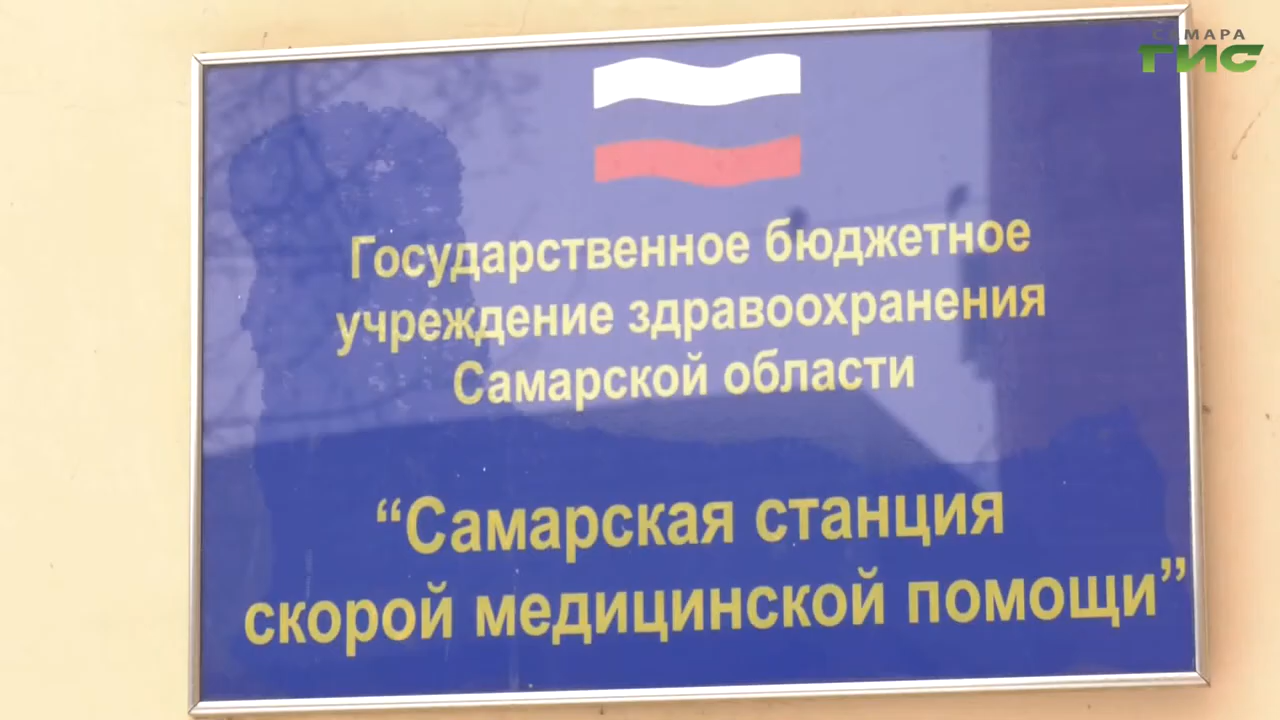 САМАРА
ГИС
Государственное бюджетное
учреждение здравоохранения
Самарской области
“Самарская станция
скорой медицинской помощи”